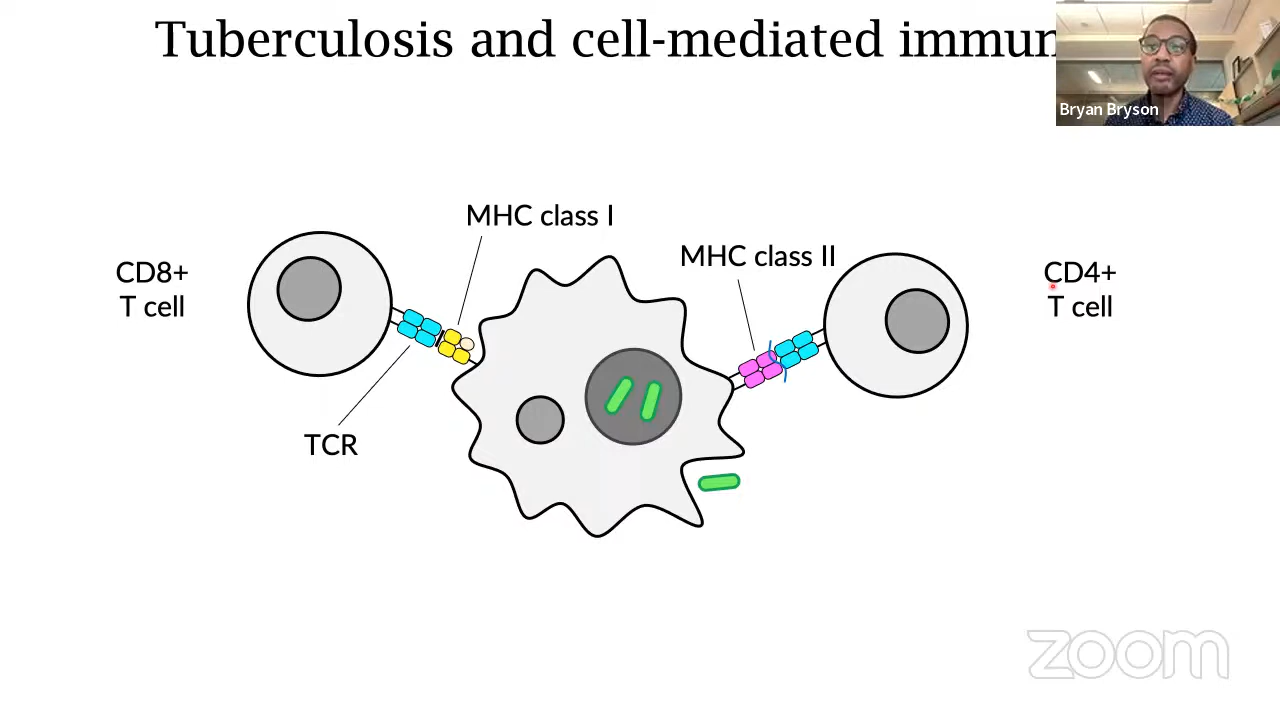 Tuberculosis and cell-mediated immun
Bryan Bryson
MHC class I
MHC class II
CD8+
T cell
CD4+
T cell
TCR
zoom